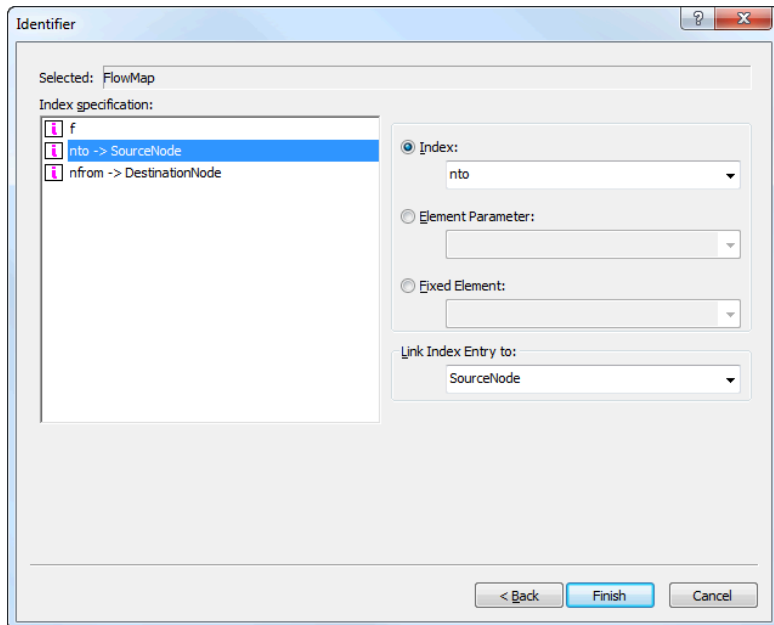 Identifier
Selected: FlowMap
Index specification:
f
nto -> SourceNode
nfrom -> DestinationNode
Index:
nto
Element Parameter:
Fixed Element:
Link Index Entry to:
SourceNode
< Back
Finish
Cancel